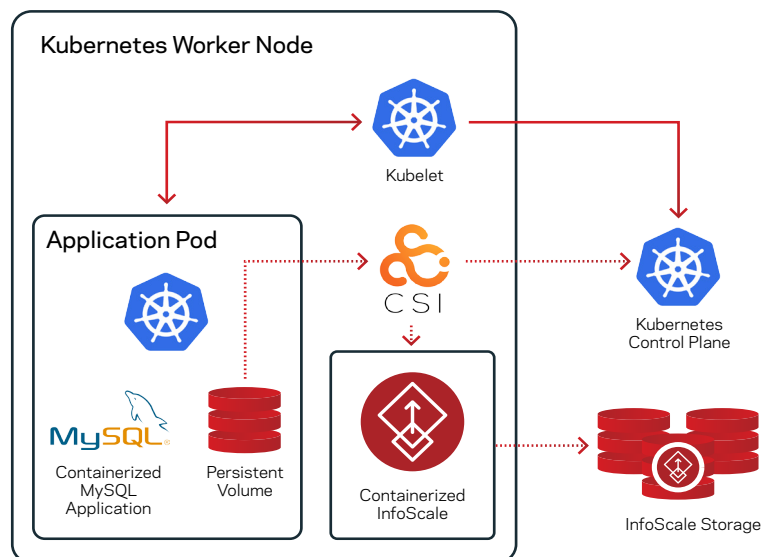 Kubernetes Worker Node
Kubelet
Application Pod
CSI
Kubernetes
Control Plane
MySQL®
Containerized
MySQL
Application
Persistent
Volume
Containerized
InfoScale
InfoScale Storage